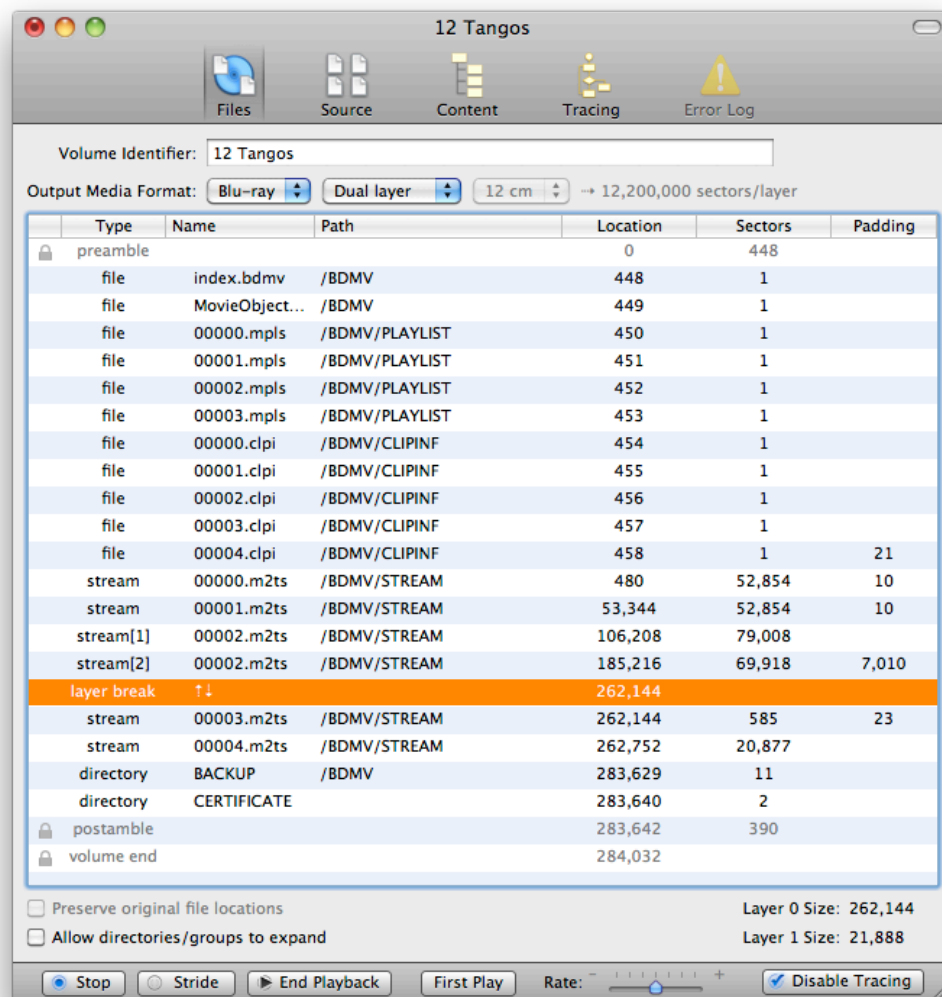 12 Tangos
Files Source Content Tracing Error Log
Volume Identifier: 12 Tangos
Output Media Format: Blu-ray Dual layer 12 cm ⇢ 12,200,000 sectors/layer
Type Name Path Location Sectors Padding
preamble 0 448
file index.bdmv /BDMV 448 1
file MovieObject... /BDMV 449 1
file 00000.mpls /BDMV/PLAYLIST 450 1
file 00001.mpls /BDMV/PLAYLIST 451 1
file 00002.mpls /BDMV/PLAYLIST 452 1
file 00003.mpls /BDMV/PLAYLIST 453 1
file 00000.clpi /BDMV/CLIPINF 454 1
file 00001.clpi /BDMV/CLIPINF 455 1
file 00002.clpi /BDMV/CLIPINF 456 1
file 00003.clpi /BDMV/CLIPINF 457 1
file 00004.clpi /BDMV/CLIPINF 458 1 21
stream 00000.m2ts /BDMV/STREAM 480 52,854 10
stream 00001.m2ts /BDMV/STREAM 53,344 52,854 10
stream[1] 00002.m2ts /BDMV/STREAM 106,208 79,008
stream[2] 00002.m2ts /BDMV/STREAM 185,216 69,918 7,010
layer break ↑↓ 262,144
stream 00003.m2ts /BDMV/STREAM 262,144 585 23
stream 00004.m2ts /BDMV/STREAM 262,752 20,877
directory BACKUP /BDMV 283,629 11
directory CERTIFICATE 283,640 2
postamble 283,642 390
volume end 284,032
Preserve original file locations Layer 0 Size: 262,144
Allow directories/groups to expand Layer 1 Size: 21,888
Stop Stride End Playback First Play Rate: − + Disable Tracing